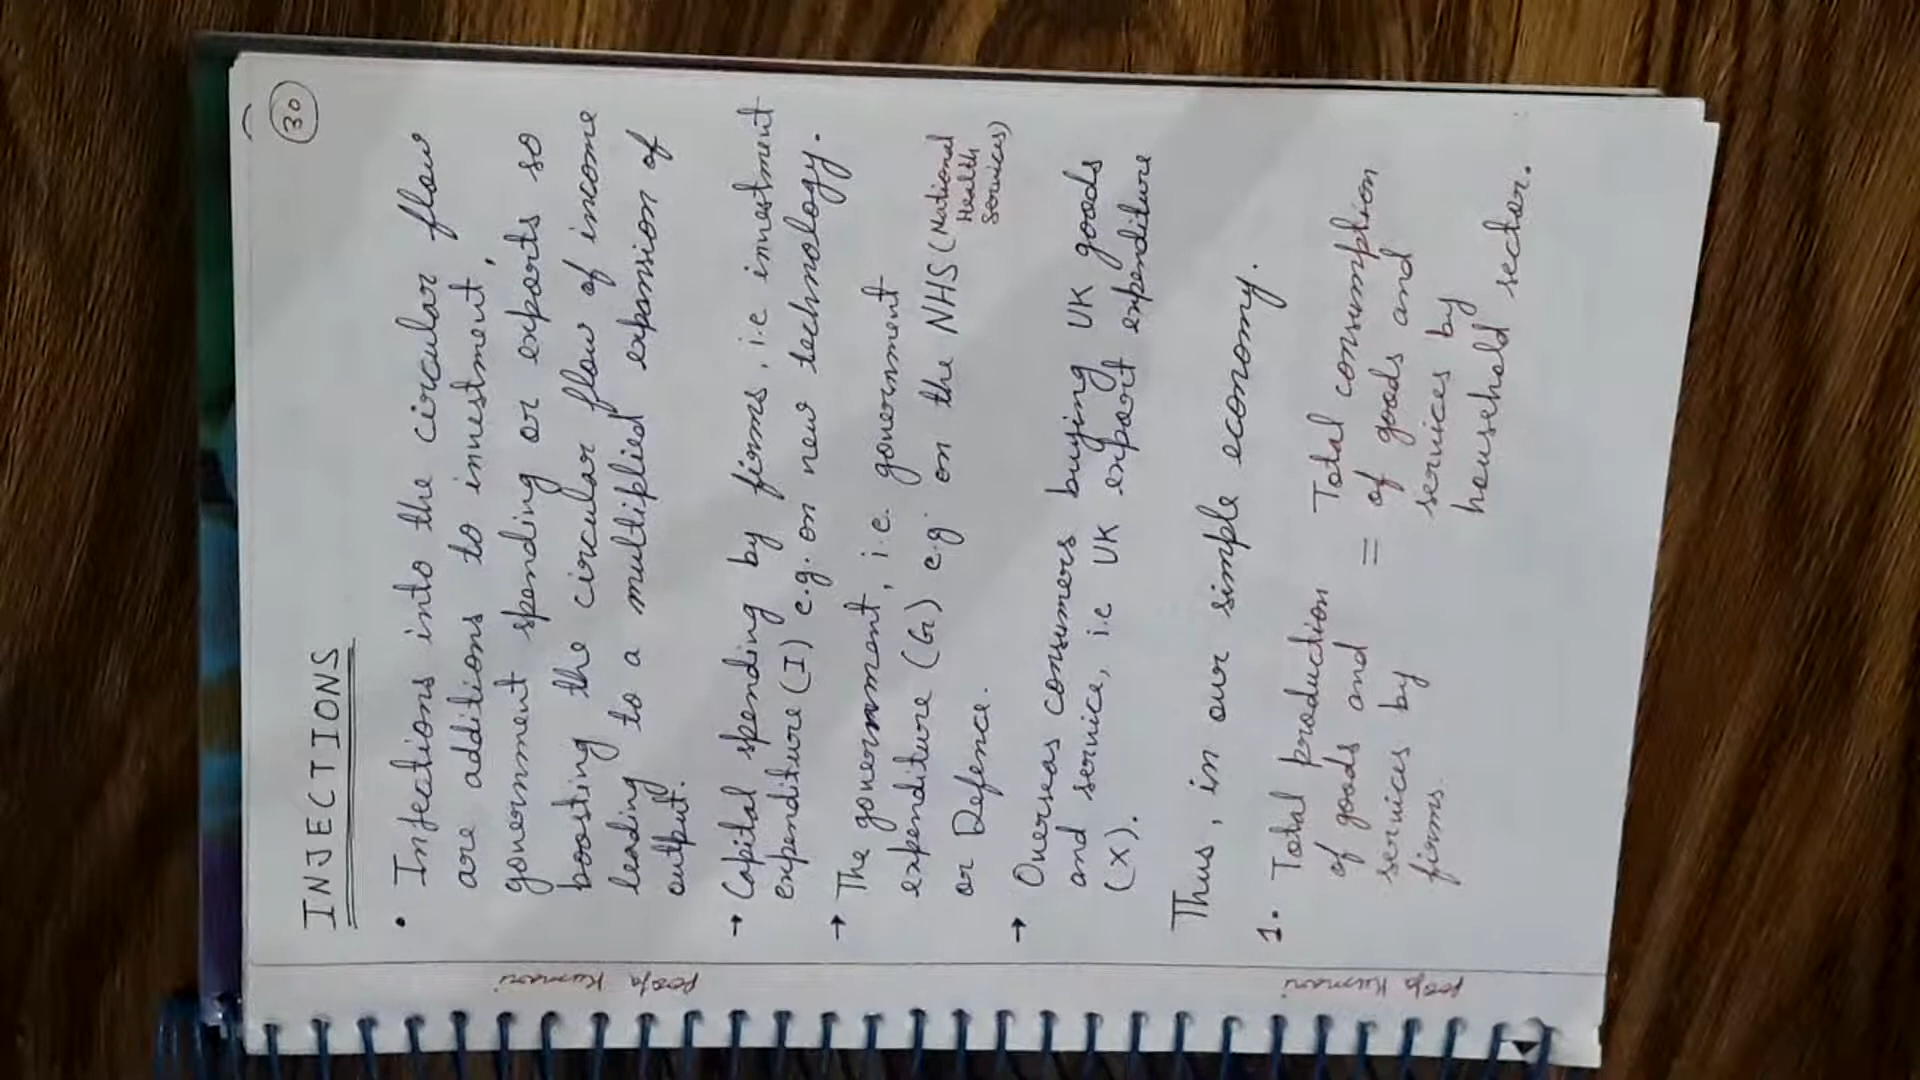 30
INJECTIONS
• Injections into the circular flow
are additions to investment,
government spending or exports so
boosting the circular flow of income
leading to a multiplied expansion of
output.
→ Capital spending by firms, i.e investment
expenditure (I) e.g. on new technology.
→ The government, i.e. government
expenditure (G) e.g. on the NHS (National
Health
Services)
or Defence.
→ Overseas consumers buying UK goods
and service, i.e UK export expenditure
(X).
Thus, in our simple economy.
1. Total production
of goods and
services by
firms.
=
Total consumption
of goods and
services by
household sector.
Pooja Kumari
Pooja Kumari